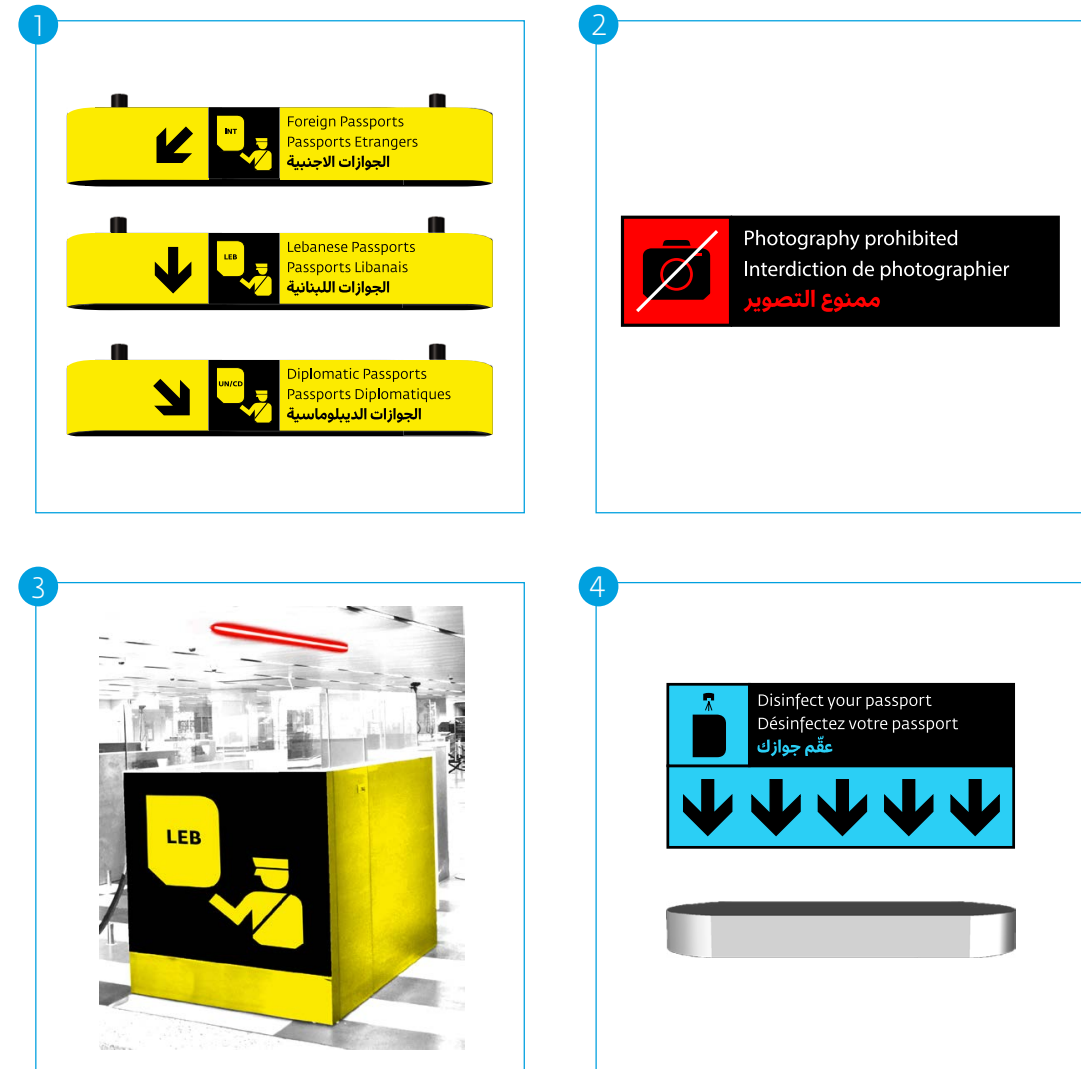 1
INT
Foreign Passports
Passports Etrangers
الجوازات الاجنبية
LEB
Lebanese Passports
Passports Libanais
الجوازات اللبنانية
UN/CD
Diplomatic Passports
Passports Diplomatiques
الجوازات الديبلوماسية
2
Photography prohibited
Interdiction de photographier
ممنوع التصوير
3
LEB
4
Disinfect your passport
Désinfectez votre passport
عقّم جوازك